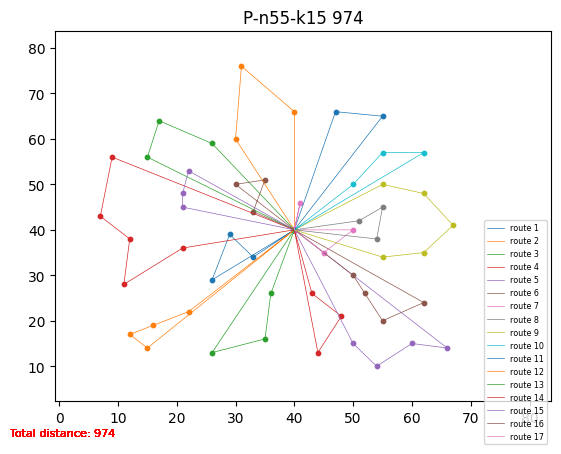 P-n55-k15 974
80
70
60
50
40
30
20
10
0
10
20
30
40
50
60
70
80
route 1
route 2
route 3
route 4
route 5
route 6
route 7
route 8
route 9
route 10
route 11
route 12
route 13
route 14
route 15
route 16
route 17
Total distance: 974